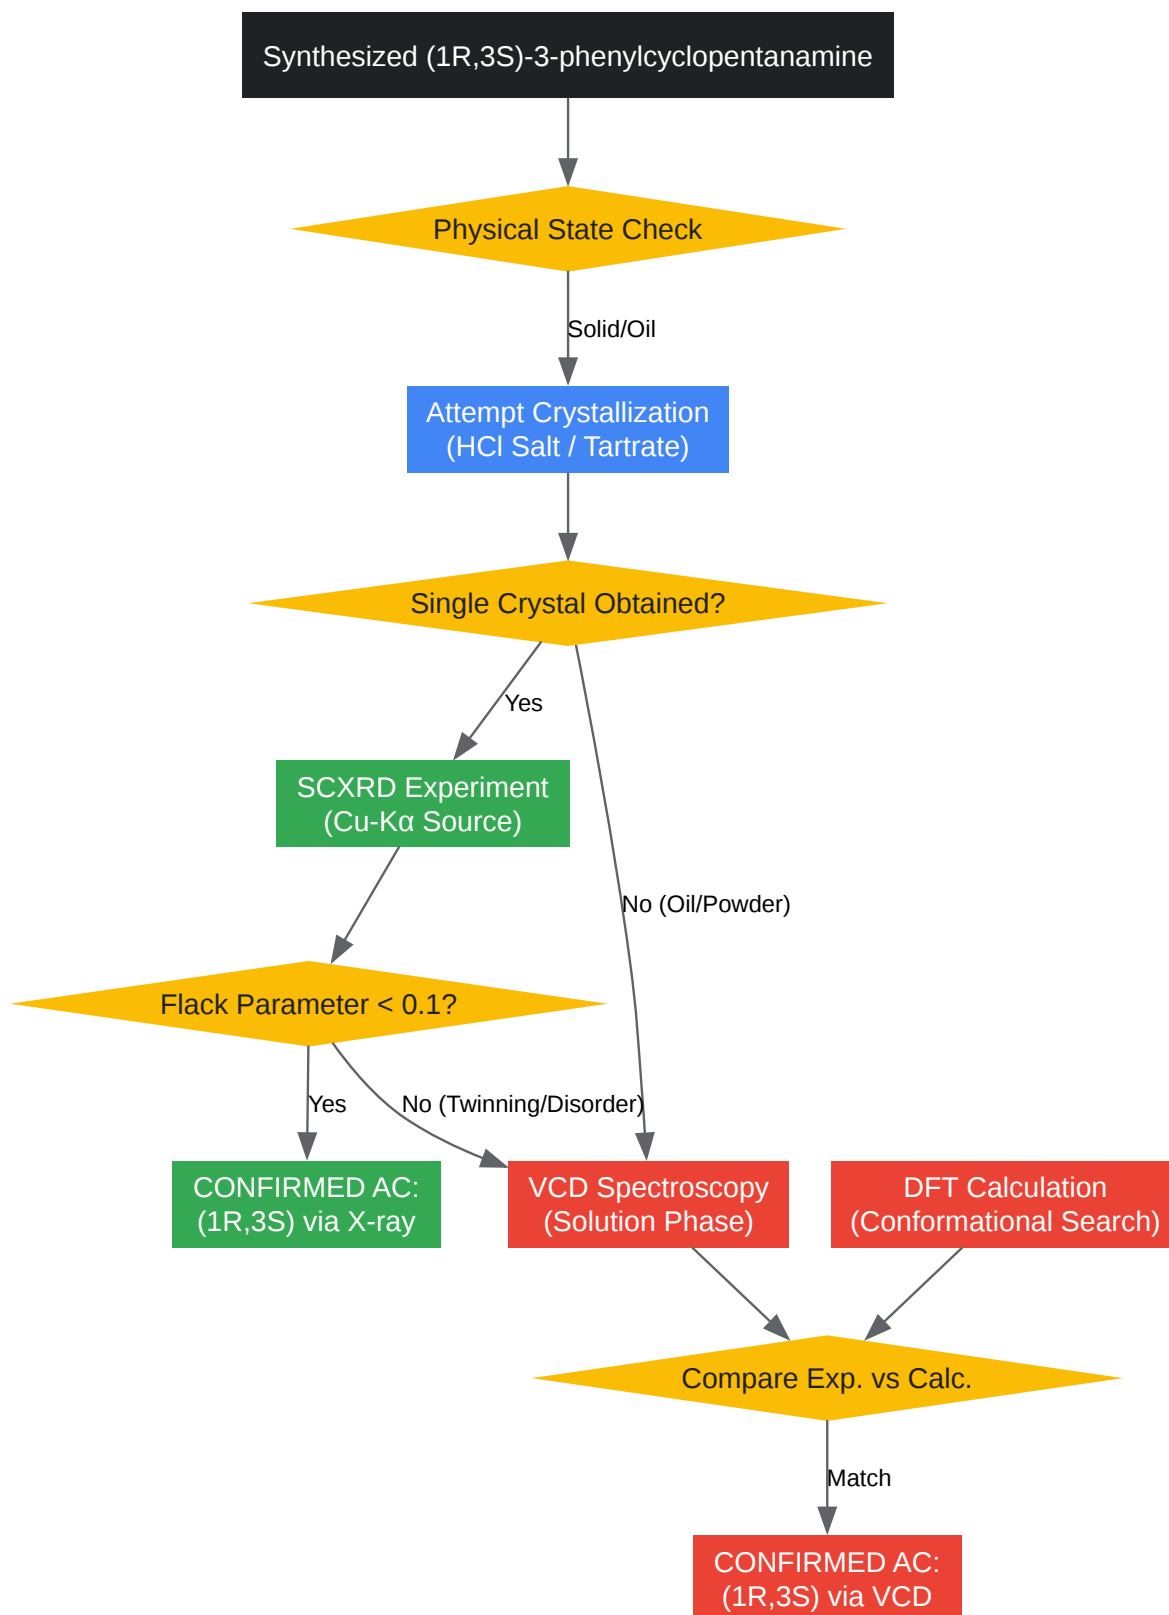 Synthesized (1R,3S)-3-phenylcyclopentanamine
Physical State Check
Solid/Oil
Attempt Crystallization
(HCl Salt / Tartrate)
Single Crystal Obtained?
Yes
SCXRD Experiment
(Cu-Kα Source)
No (Oil/Powder)
Flack Parameter < 0.1?
Yes
No (Twinning/Disorder)
CONFIRMED AC:
(1R,3S) via X-ray
VCD Spectroscopy
(Solution Phase)
DFT Calculation
(Conformational Search)
Compare Exp. vs Calc.
Match
CONFIRMED AC:
(1R,3S) via VCD